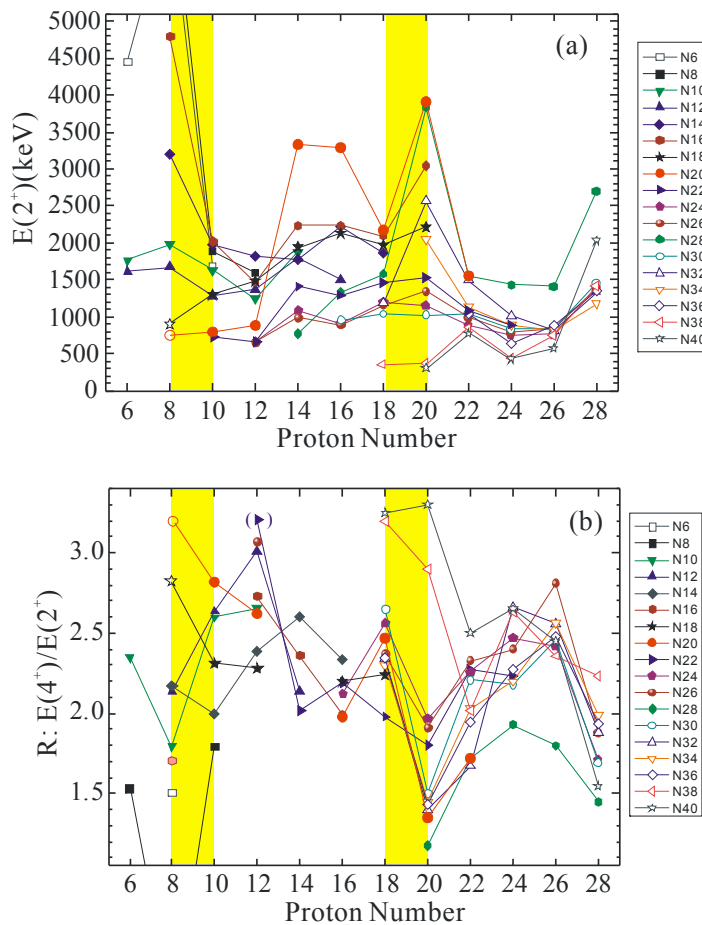 5000
4500
4000
3500
3000
2500
2000
1500
1000
500
0
E(2⁺)(keV)
(a)
6 8 10 12 14 16 18 20 22 24 26 28
Proton Number
N6
N8
N10
N12
N14
N16
N18
N20
N22
N24
N26
N28
N30
N32
N34
N36
N38
N40
3.0
2.5
2.0
1.5
R: E(4⁺)/E(2⁺)
( )
(b)
6 8 10 12 14 16 18 20 22 24 26 28
Proton Number
N6
N8
N10
N12
N14
N16
N18
N20
N22
N24
N26
N28
N30
N32
N34
N36
N38
N40